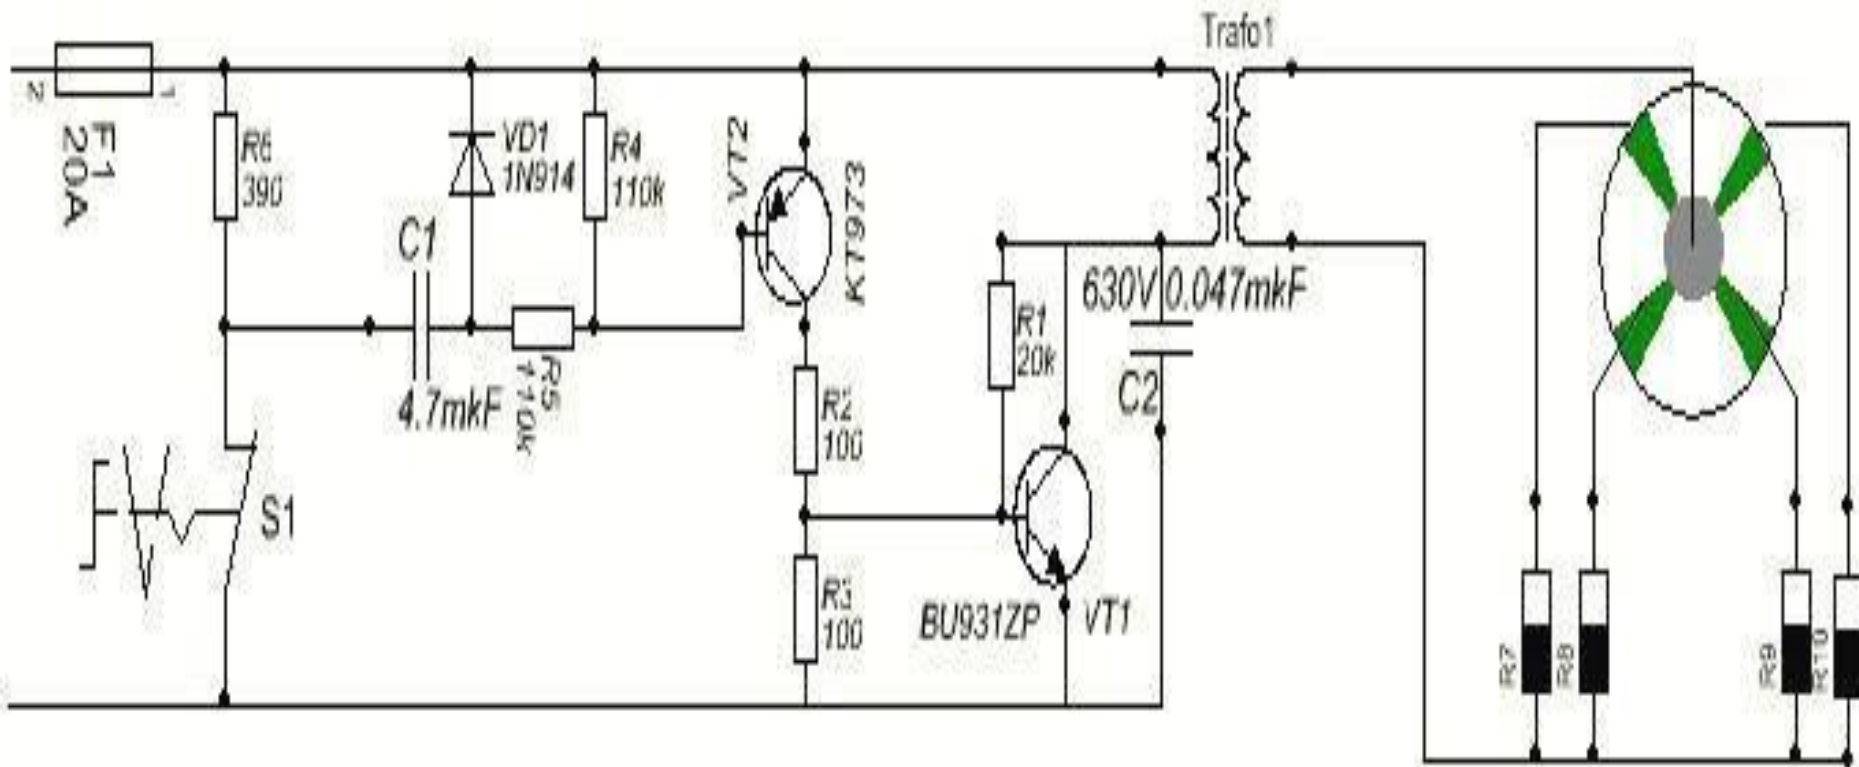 Trafo1
2
1
F1
20A
R6
390
VD1
1N914
R4
110k
VT2
KT973
C1
4.7mkF
R5
110k
630V 0.047mkF
R1
20k
C2
R2
100
S1
R3
100
BU931ZP
VT1
R7
R8
R9
R10